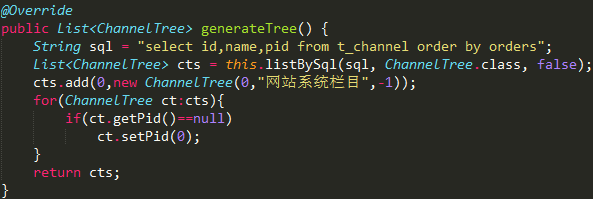 @Override
public List<ChannelTree> generateTree() {
    String sql = "select id,name,pid from t_channel order by orders";
    List<ChannelTree> cts = this.listBySql(sql, ChannelTree.class, false);
    cts.add(0,new ChannelTree(0,"网站系统栏目",-1));
    for(ChannelTree ct:cts){
        if(ct.getPid()==null)
            ct.setPid(0);
    }
    return cts;
}